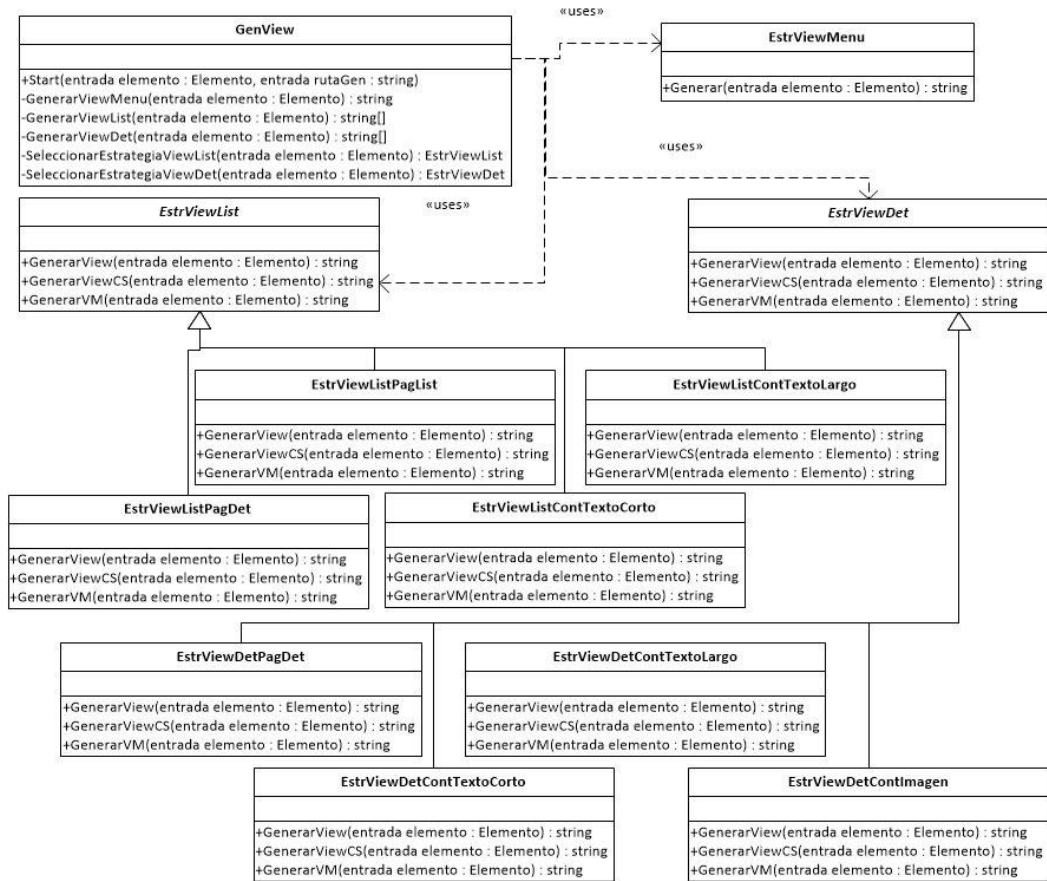 «uses»
GenView
+Start(entrada elemento : Elemento, entrada rutaGen : string)
-GenerarViewMenu(entrada elemento : Elemento) : string
-GenerarViewList(entrada elemento : Elemento) : string[]
-GenerarViewDet(entrada elemento : Elemento) : string[]
-SeleccionarEstrategiaViewList(entrada elemento : Elemento) : EstrViewList
-SeleccionarEstrategiaViewDet(entrada elemento : Elemento) : EstrViewDet
EstrViewMenu
+Generar(entrada elemento : Elemento) : string
«uses»
«uses»
EstrViewList
+GenerarView(entrada elemento : Elemento) : string
+GenerarViewCS(entrada elemento : Elemento) : string
+GenerarVM(entrada elemento : Elemento) : string
EstrViewDet
+GenerarView(entrada elemento : Elemento) : string
+GenerarViewCS(entrada elemento : Elemento) : string
+GenerarVM(entrada elemento : Elemento) : string
EstrViewListPagList
+GenerarView(entrada elemento : Elemento) : string
+GenerarViewCS(entrada elemento : Elemento) : string
+GenerarVM(entrada elemento : Elemento) : string
EstrViewListContTextoLargo
+GenerarView(entrada elemento : Elemento) : string
+GenerarViewCS(entrada elemento : Elemento) : string
+GenerarVM(entrada elemento : Elemento) : string
EstrViewListPagDet
+GenerarView(entrada elemento : Elemento) : string
+GenerarViewCS(entrada elemento : Elemento) : string
+GenerarVM(entrada elemento : Elemento) : string
EstrViewListContTextoCorto
+GenerarView(entrada elemento : Elemento) : string
+GenerarViewCS(entrada elemento : Elemento) : string
+GenerarVM(entrada elemento : Elemento) : string
EstrViewDetPagDet
+GenerarView(entrada elemento : Elemento) : string
+GenerarViewCS(entrada elemento : Elemento) : string
+GenerarVM(entrada elemento : Elemento) : string
EstrViewDetContTextoLargo
+GenerarView(entrada elemento : Elemento) : string
+GenerarViewCS(entrada elemento : Elemento) : string
+GenerarVM(entrada elemento : Elemento) : string
EstrViewDetContTextoCorto
+GenerarView(entrada elemento : Elemento) : string
+GenerarViewCS(entrada elemento : Elemento) : string
+GenerarVM(entrada elemento : Elemento) : string
EstrViewDetContImagen
+GenerarView(entrada elemento : Elemento) : string
+GenerarViewCS(entrada elemento : Elemento) : string
+GenerarVM(entrada elemento : Elemento) : string